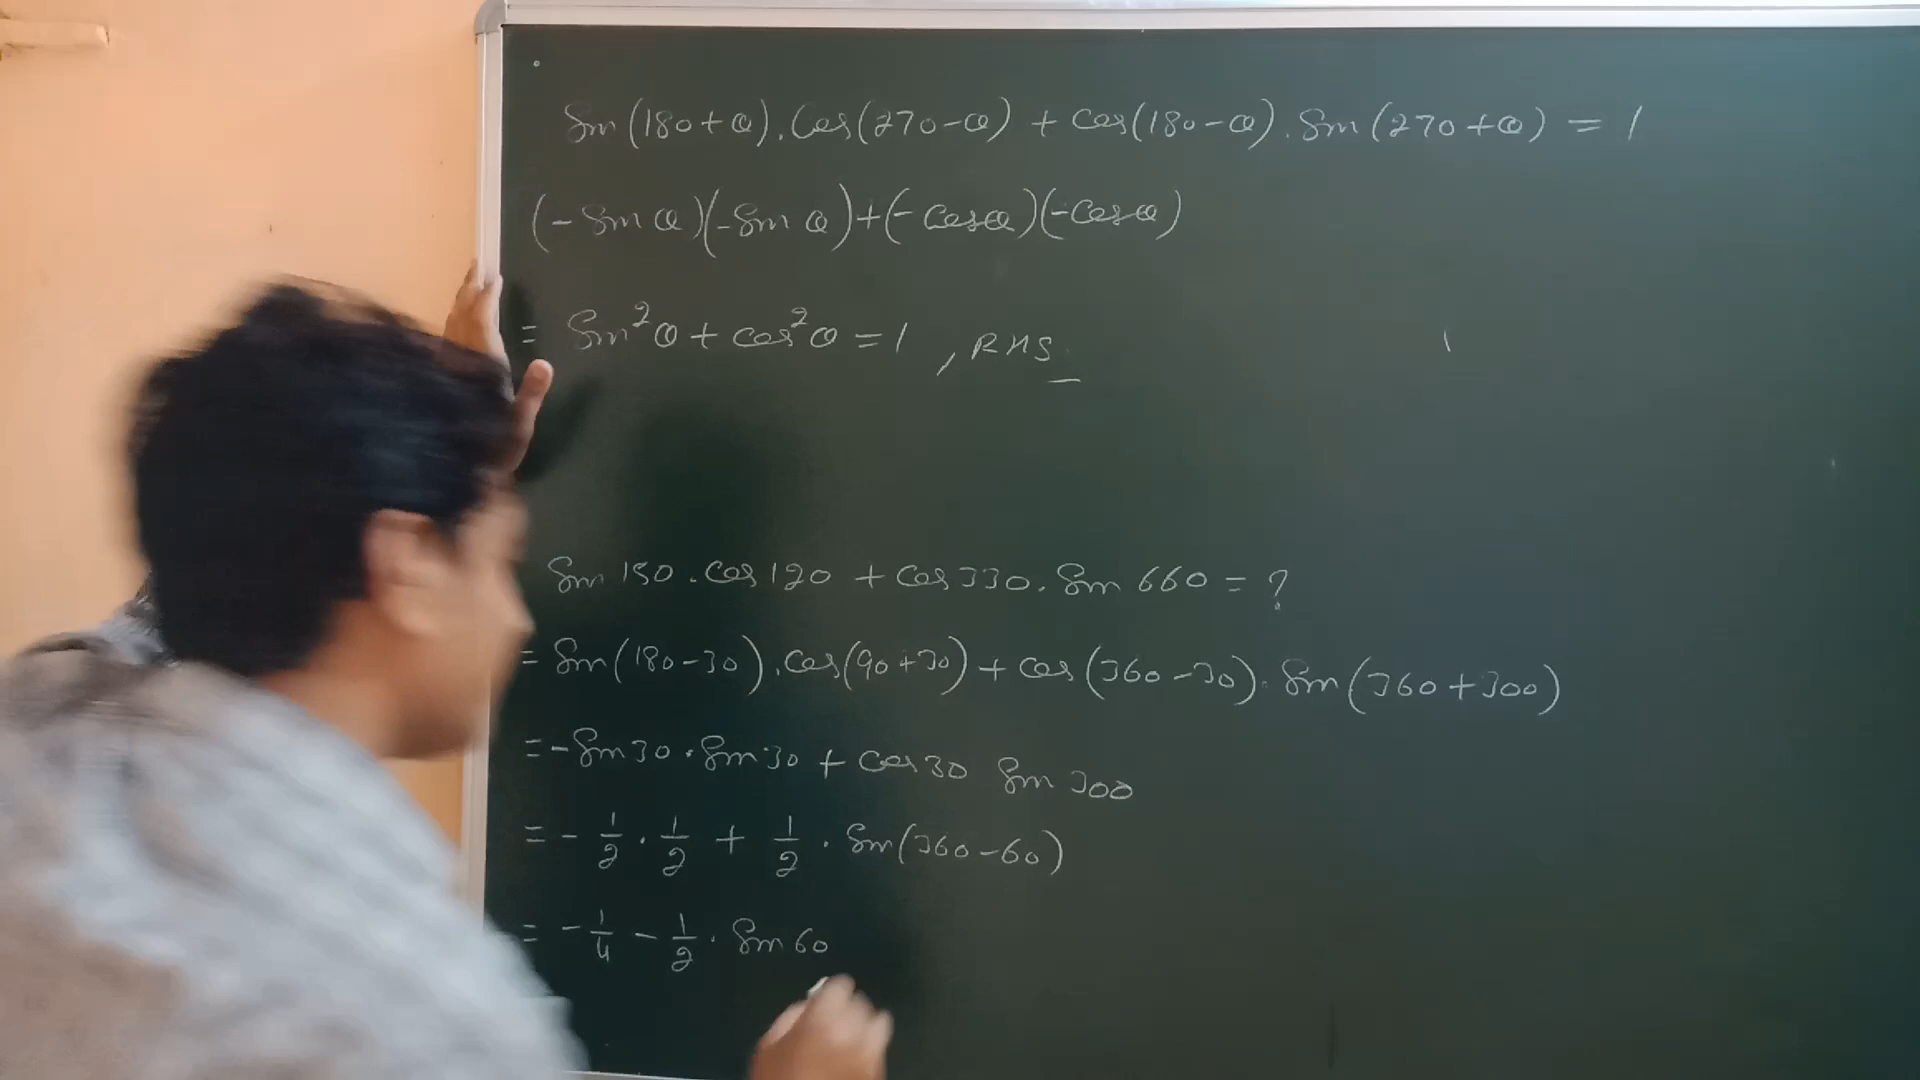 Sin(180+θ).Cos(270-θ) + Cos(180-θ).Sin(270+θ) = 1
(-Sinθ)(-Sinθ)+(-Cosθ)(-Cosθ)
= Sin²θ + Cos²θ = 1 , RHS
Sin 150 . Cos 120 + Cos 330 . Sin 660 = ?
= Sin(180-30).Cos(90+30) + Cos(360-30).Sin(360+300)
= -Sin30 . Sin30 + Cos30 Sin 300
= - 1/2 . 1/2 + 1/2 . Sin(360-60)
= - 1/4 - 1/2 . Sin 60